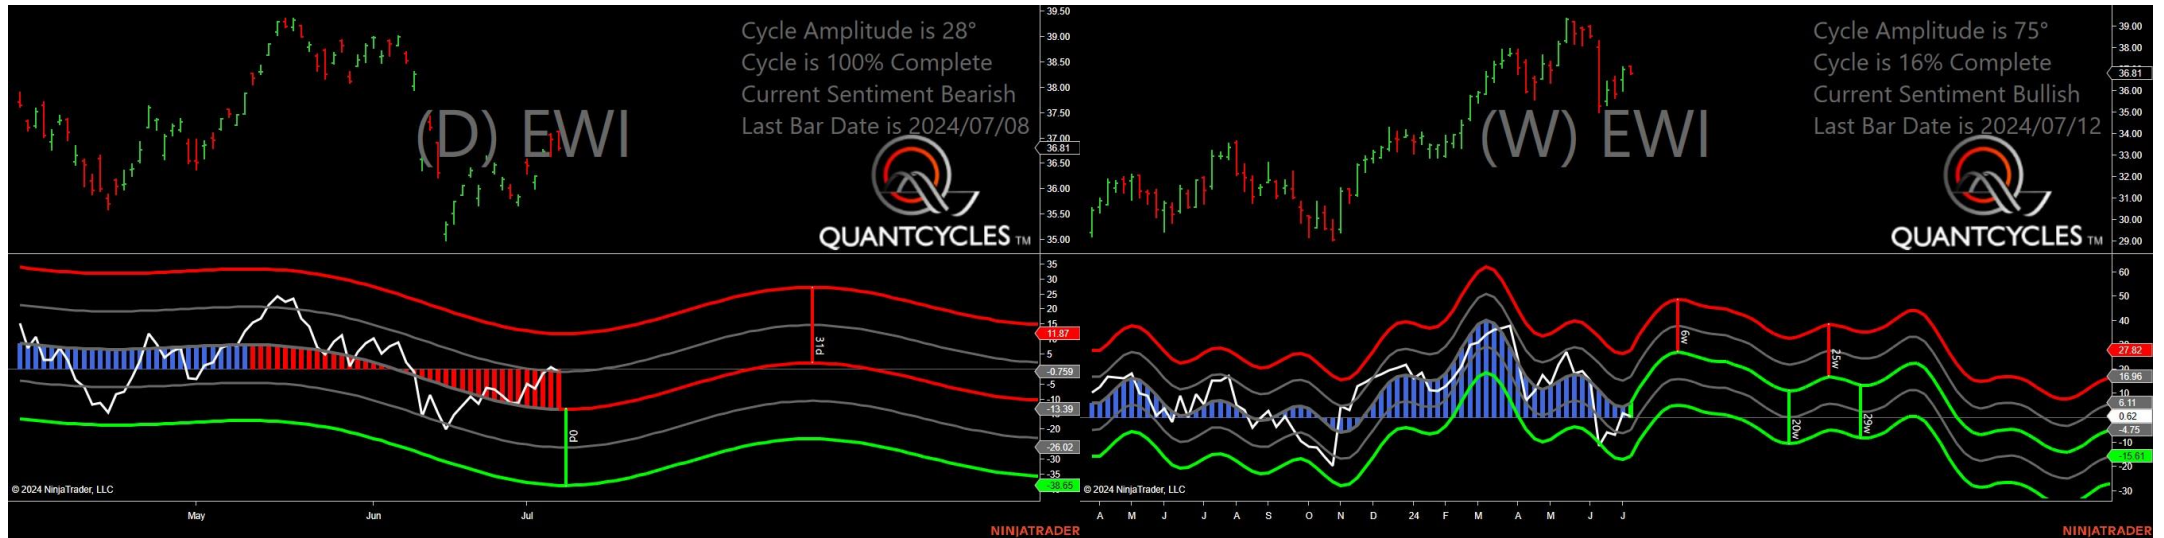 Cycle Amplitude is 28°
Cycle is 100% Complete
Current Sentiment Bearish
Last Bar Date is 2024/07/08
(D) EWI
QUANTCYCLES TM
39.50
39.00
38.50
38.00
37.50
37.00
36.81
36.50
36.00
35.50
35.00
35
30
25
20
15
11.87
5
-0.759
-5
-10
-13.39
-20
-26.02
-30
-35
-38.65
31d
0d
© 2024 NinjaTrader, LLC
May Jun Jul
NINJATRADER
Cycle Amplitude is 75°
Cycle is 16% Complete
Current Sentiment Bullish
Last Bar Date is 2024/07/12
(W) EWI
QUANTCYCLES TM
39.00
38.00
36.81
36.00
35.00
34.00
33.00
32.00
31.00
30.00
29.00
60
50
40
27.82
20
16.96
10
6.11
0.62
-4.75
-10
-15.61
-20
-30
6w
25w
20w
29w
© 2024 NinjaTrader, LLC
A M J J A S O N D 24 F M A M J J
NINJATRADER